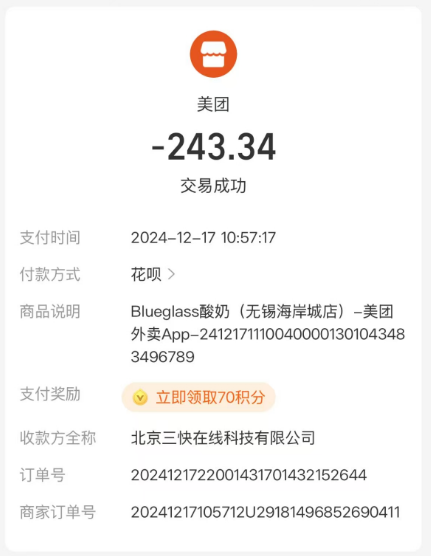 美团
-243.34
交易成功
支付时间 2024-12-17 10:57:17
付款方式 花呗 >
商品说明 Blueglass酸奶（无锡海岸城店）-美团
外卖App-2412171110040000130104348
3496789
支付奖励 立即领取70积分
收款方全称 北京三快在线科技有限公司
订单号 2024121722001431701432152644
商家订单号 20241217105712U29181496852690411